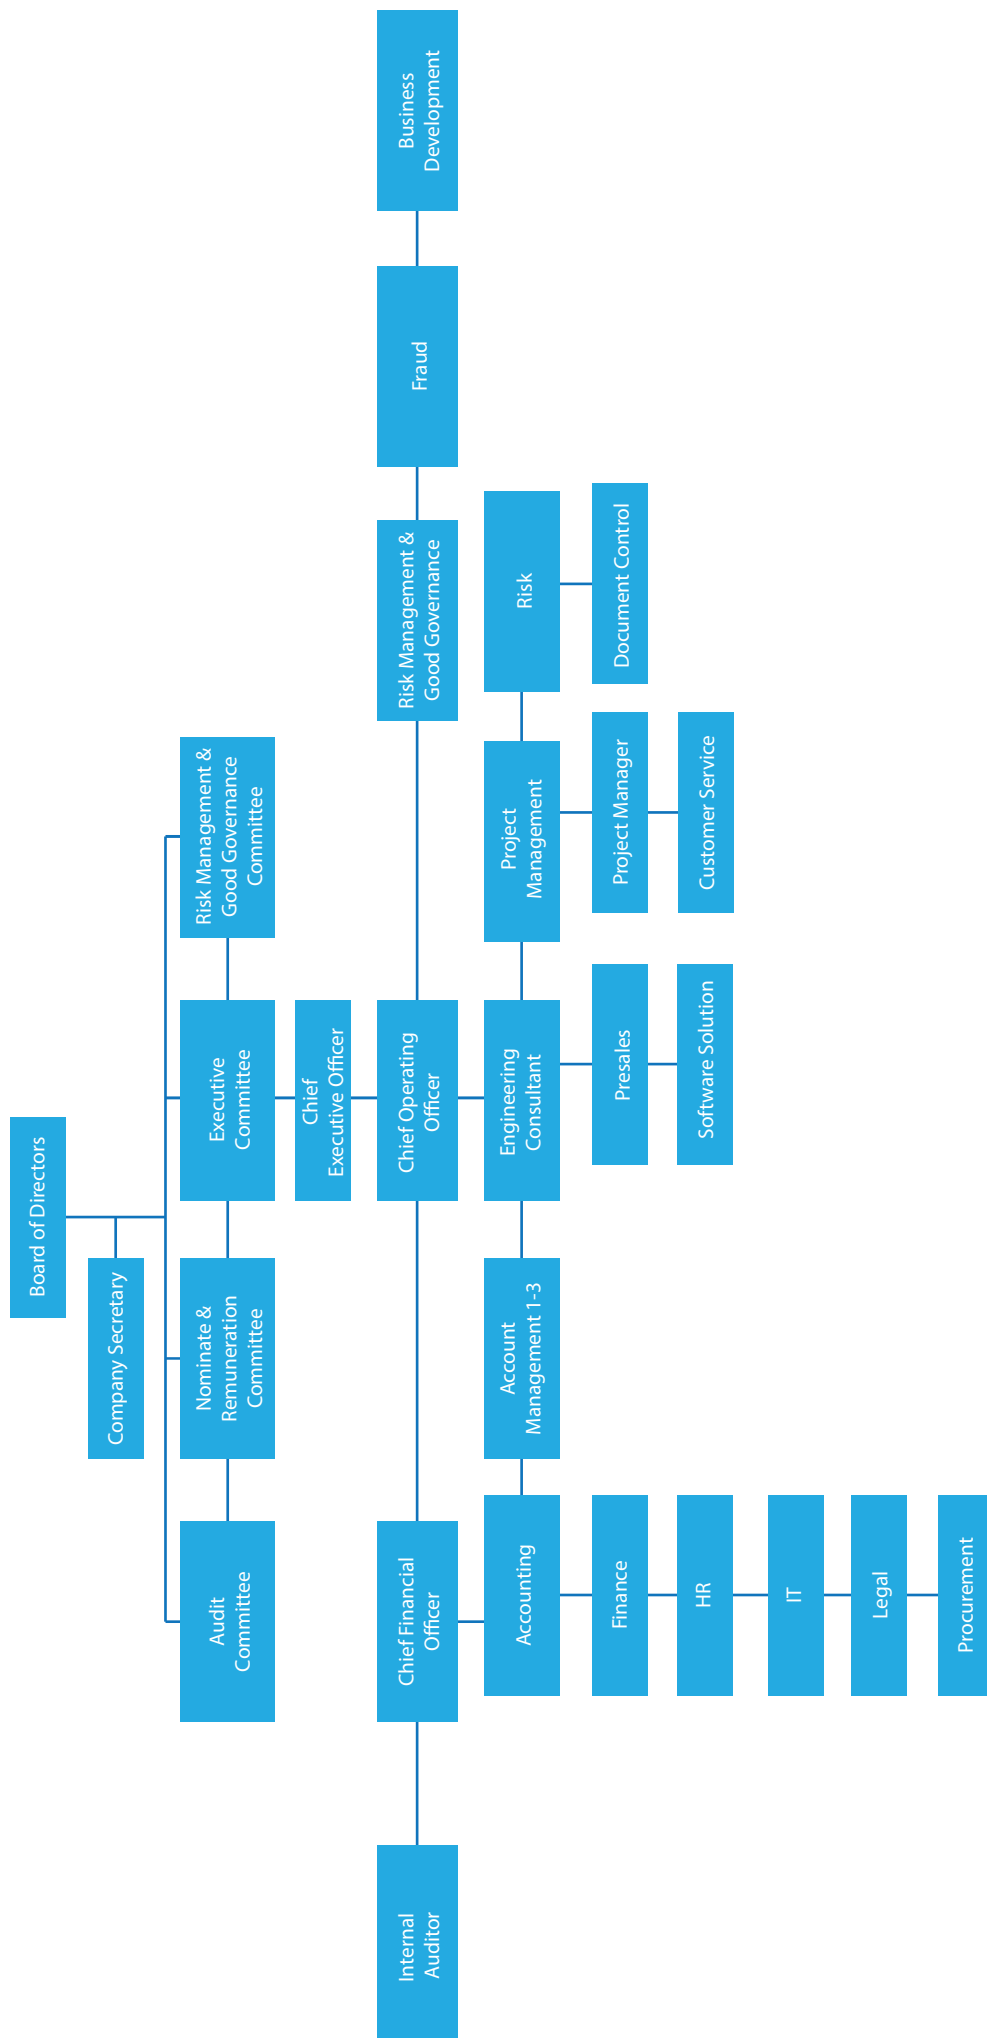 Board of Directors
Company Secretary
Audit
Committee
Nominate &
Remuneration
Committee
Executive
Committee
Risk Management &
Good Governance
Committee
Chief
Executive Officer
Internal
Auditor
Chief Financial
Officer
Chief Operating
Officer
Risk Management &
Good Governance
Fraud
Business
Development
Accounting
Account
Management 1-3
Engineering
Consultant
Project
Management
Risk
Finance
Presales
Project Manager
Document Control
HR
Software Solution
Customer Service
IT
Legal
Procurement